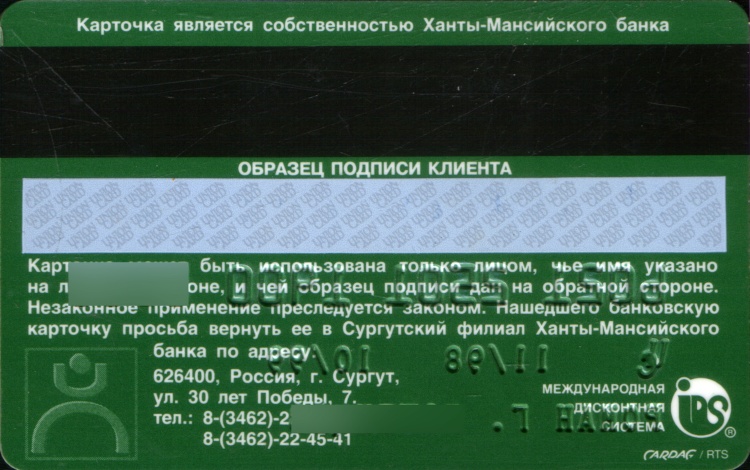 Карточка является собственностью Ханты-Мансийского банка
ОБРАЗЕЦ ПОДПИСИ КЛИЕНТА
быть использована только лицом, чье имя указано
на и чей образец подписи дан на обратной стороне.
Незаконное применение преследуется законом. Нашедшего банковскую
карточку просьба вернуть ее в Сургутский филиал Ханты-Мансийского
банка по адресу:
626400, Россия, г. Сургут,
ул. 30 лет Победы, 7.
тел.: 8-(3462)-2
8-(3462)-22-45-41
МЕЖДУНАРОДНАЯ
ДИСКОНТНАЯ
СИСТЕМА
iPS
®
CARDAG / RTS